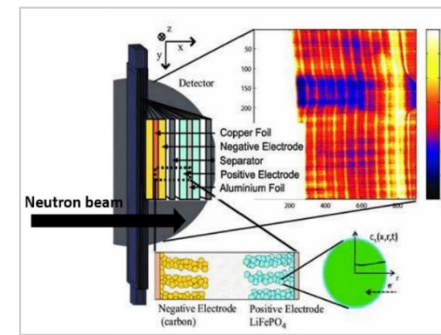 z
x
y
Detector
Copper Foil
Negative Electrode
Separator
Positive Electrode
Aluminium Foil
Neutron beam
50
100
150
200
200 400 600 800
cₛ(x,r,t)
r
e⁻
Negative Electrode
(carbon)
Positive Electrode
LiFePO₄